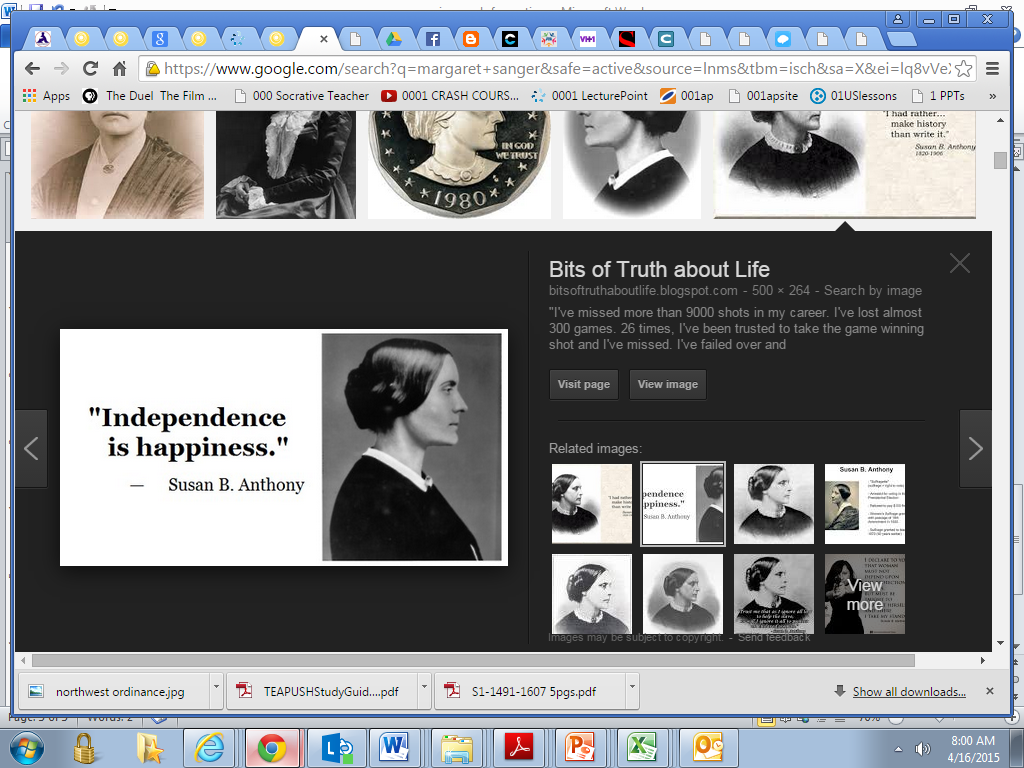 https://www.google.com/search?q=margaret+sanger&safe=active&source=lnms&tbm=isch&sa=X&ei=lq8vVe
Apps The Duel The Film ... 000 Socrative Teacher 0001 CRASH COURS... 0001 LecturePoint 001ap 001apsite 01USlessons 1 PPTs »
IN GOD
WE TRUST
1980
"I had rather...
make history
than write it."
Susan B. Anthony
1820-1906
Bits of Truth about Life
bitsoftruthaboutlife.blogspot.com - 500 × 264 - Search by image
"I've missed more than 9000 shots in my career. I've lost almost
300 games. 26 times, I've been trusted to take the game winning
shot and I've missed. I've failed over and
Visit page View image
"Independence
is happiness."
— Susan B. Anthony
Related images:
pendence
ppiness."
Susan B. Anthony
Susan B. Anthony
View
more
Images may be subject to copyright. - Send feedback
northwest ordinance.jpg TEAPUSHStudyGuid....pdf S1-1491-1607 5pgs.pdf Show all downloads...
8:00 AM
4/16/2015